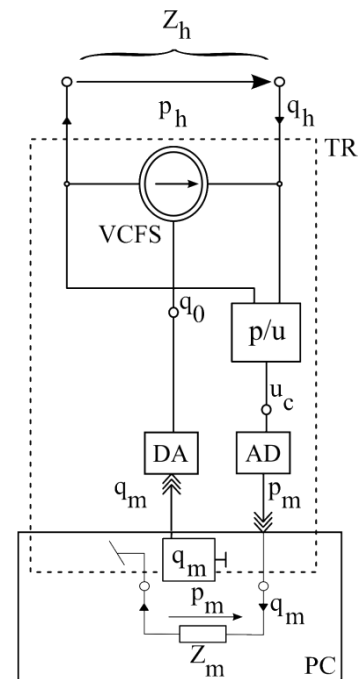 Z_h
p_h
q_h
TR
VCFS
q_0
p/u
u_c
DA
AD
q_m
p_m
q_m
p_m
q_m
Z_m
PC